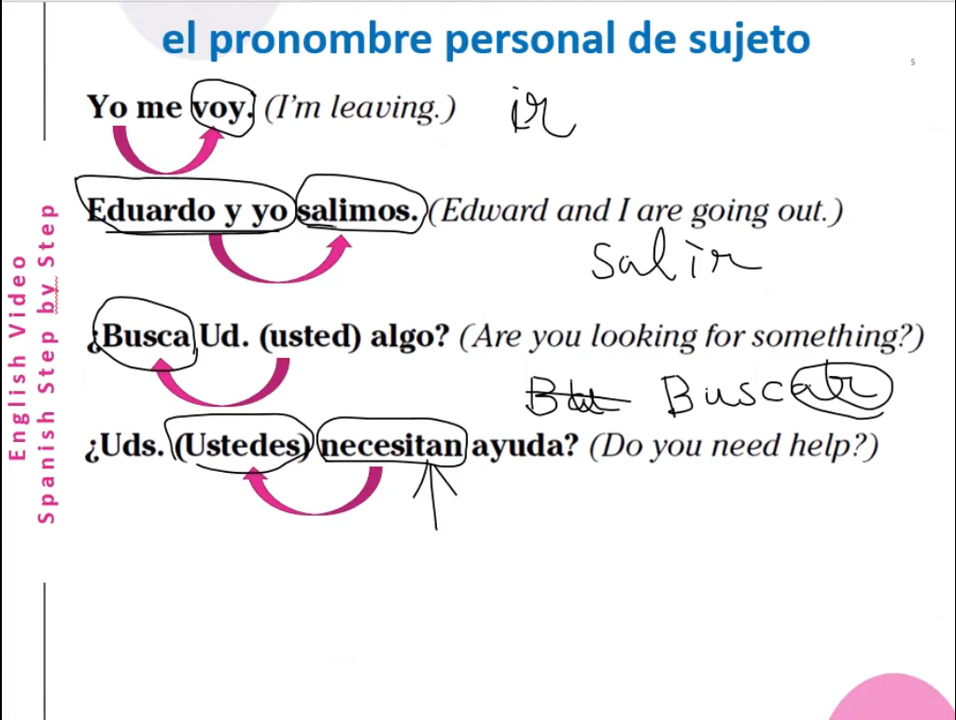 el pronombre personal de sujeto
5
Yo me voy. (I'm leaving.)
ir
Eduardo y yo salimos. (Edward and I are going out.)
salir
¿Busca Ud. (usted) algo? (Are you looking for something?)
Buscar
¿Uds. (Ustedes) necesitan ayuda? (Do you need help?)
English Video
Spanish Step by Step